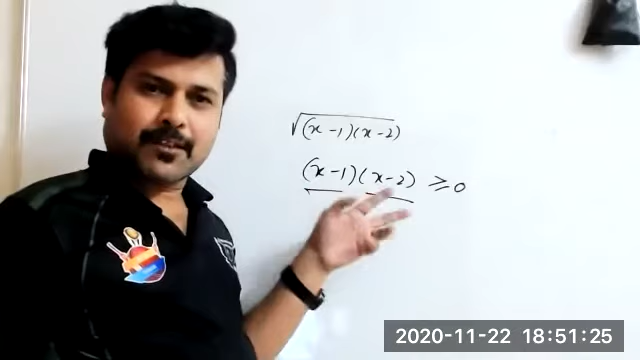 √(x-1)(x-2)
(x-1)(x-2) ≥ 0
2020-11-22 18:51:25